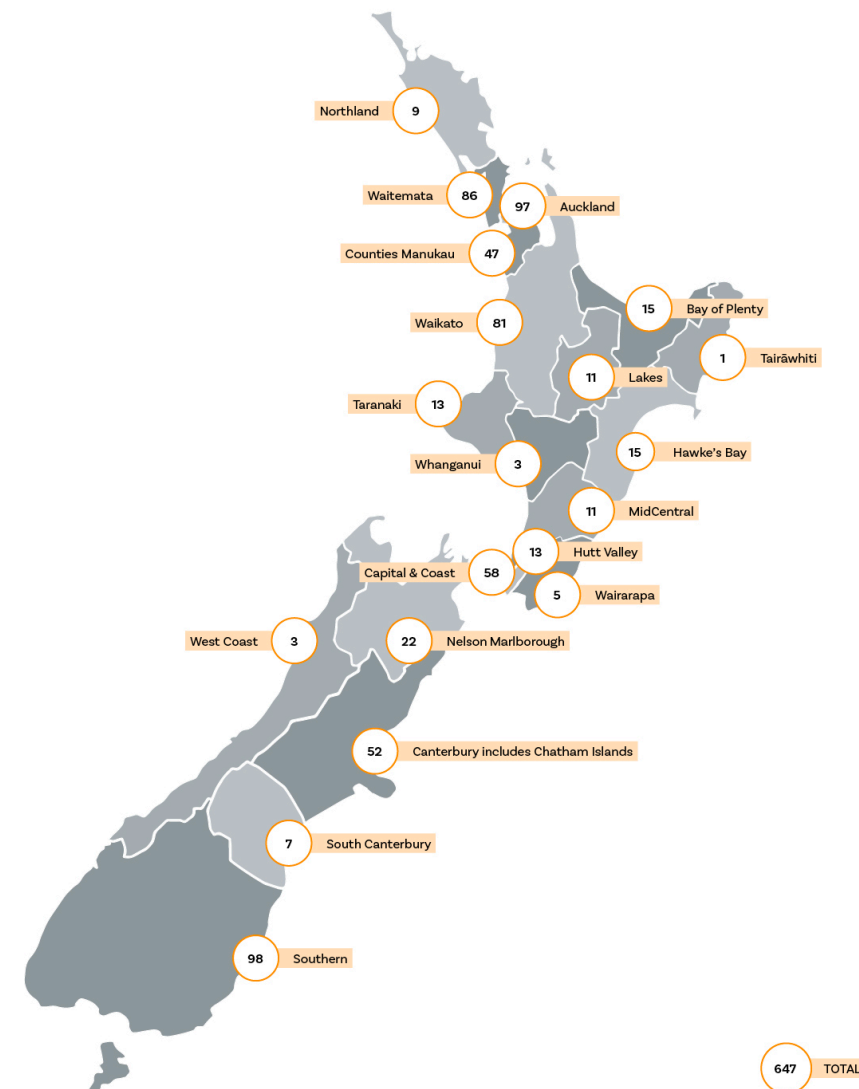 Northland 9
Waitemata 86
97 Auckland
Counties Manukau 47
15 Bay of Plenty
Waikato 81
1 Tairāwhiti
11 Lakes
Taranaki 13
15 Hawke's Bay
Whanganui 3
11 MidCentral
13 Hutt Valley
Capital & Coast 58
5 Wairarapa
West Coast 3
22 Nelson Marlborough
52 Canterbury includes Chatham Islands
7 South Canterbury
98 Southern
647 TOTAL